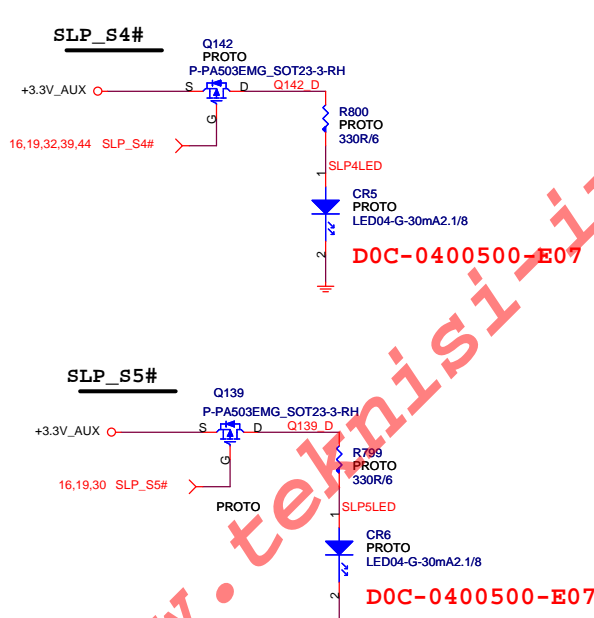 SLP_S4#
Q142
PROTO
P-PA503EMG_SOT23-3-RH
+3.3V_AUX
S
D
Q142_D
G
R800
PROTO
330R/6
16,19,32,39,44 SLP_S4#
SLP4LED
1
CR5
PROTO
LED04-G-30mA2.1/8
2
D0C-0400500-E07
SLP_S5#
Q139
P-PA503EMG_SOT23-3-RH
+3.3V_AUX
S
D
Q139_D
G
R799
PROTO
330R/6
16,19,30 SLP_S5#
PROTO
SLP5LED
1
CR6
PROTO
LED04-G-30mA2.1/8
2
D0C-0400500-E07
.teknisi-i